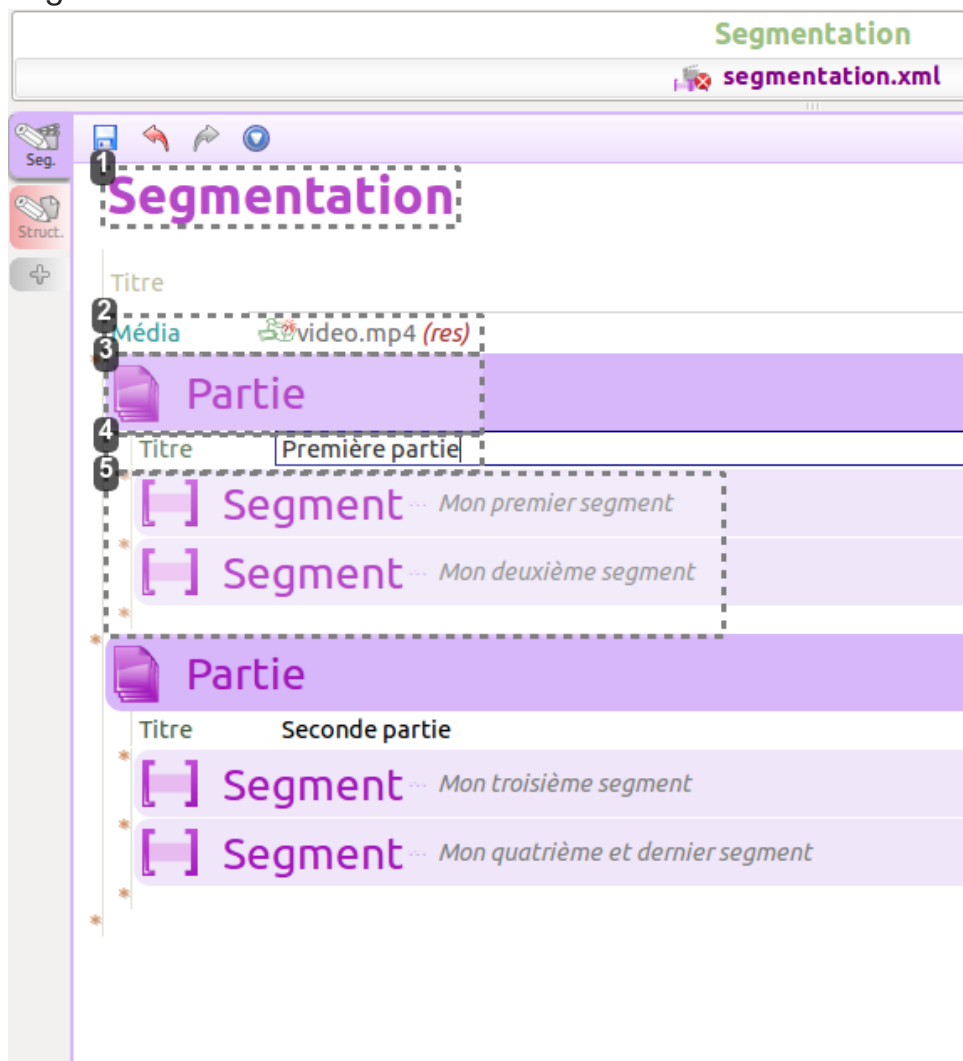 Segmentation
segmentation.xml
Seg.
1
Segmentation
Struct.
Titre
2
Média video.mp4 (res)
3
Partie
4
Titre Première partie
5
Segment ... Mon premier segment
Segment ... Mon deuxième segment
Partie
Titre Seconde partie
Segment ... Mon troisième segment
Segment ... Mon quatrième et dernier segment